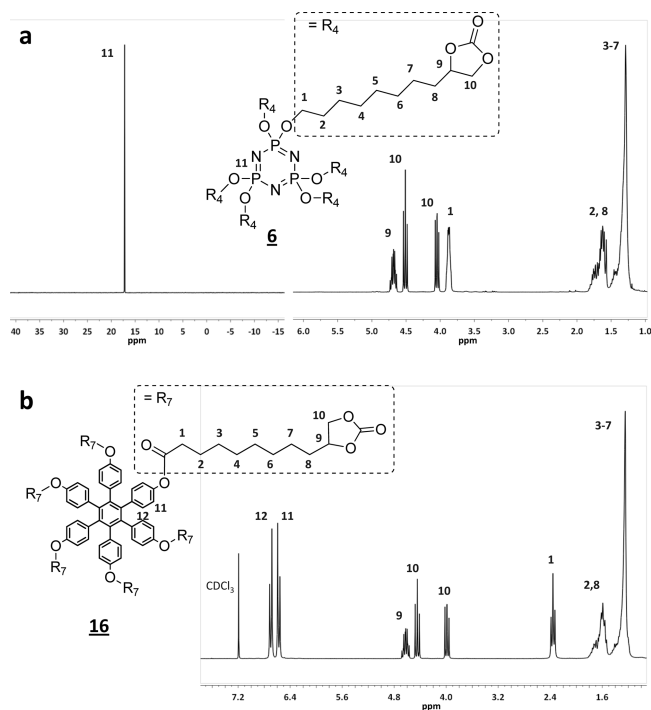 a
11
= R4
O
O
O
1
2
3
4
5
6
7
8
9
10
R4
O
O
R4
O
P
N
N
11
P
P
N
R4
O
O
R4
O
O
R4
R4
6
3-7
10
10
1
9
2, 8
40 35 30 25 20 15 10 5 0 -5 -10 -15
ppm
6.0 5.5 5.0 4.5 4.0 3.5 3.0 2.5 2.0 1.5 1.0
ppm
b
= R7
O
O
1
2
3
4
5
6
7
8
9
10
O
O
O
R7
R7
O
O
R7
O
11
12
O
R7
O
R7
O
R7
16
3-7
12 11
CDCl3
10
10
9
1
2,8
7.2 6.4 5.6 4.8 4.0 3.2 2.4 1.6
ppm